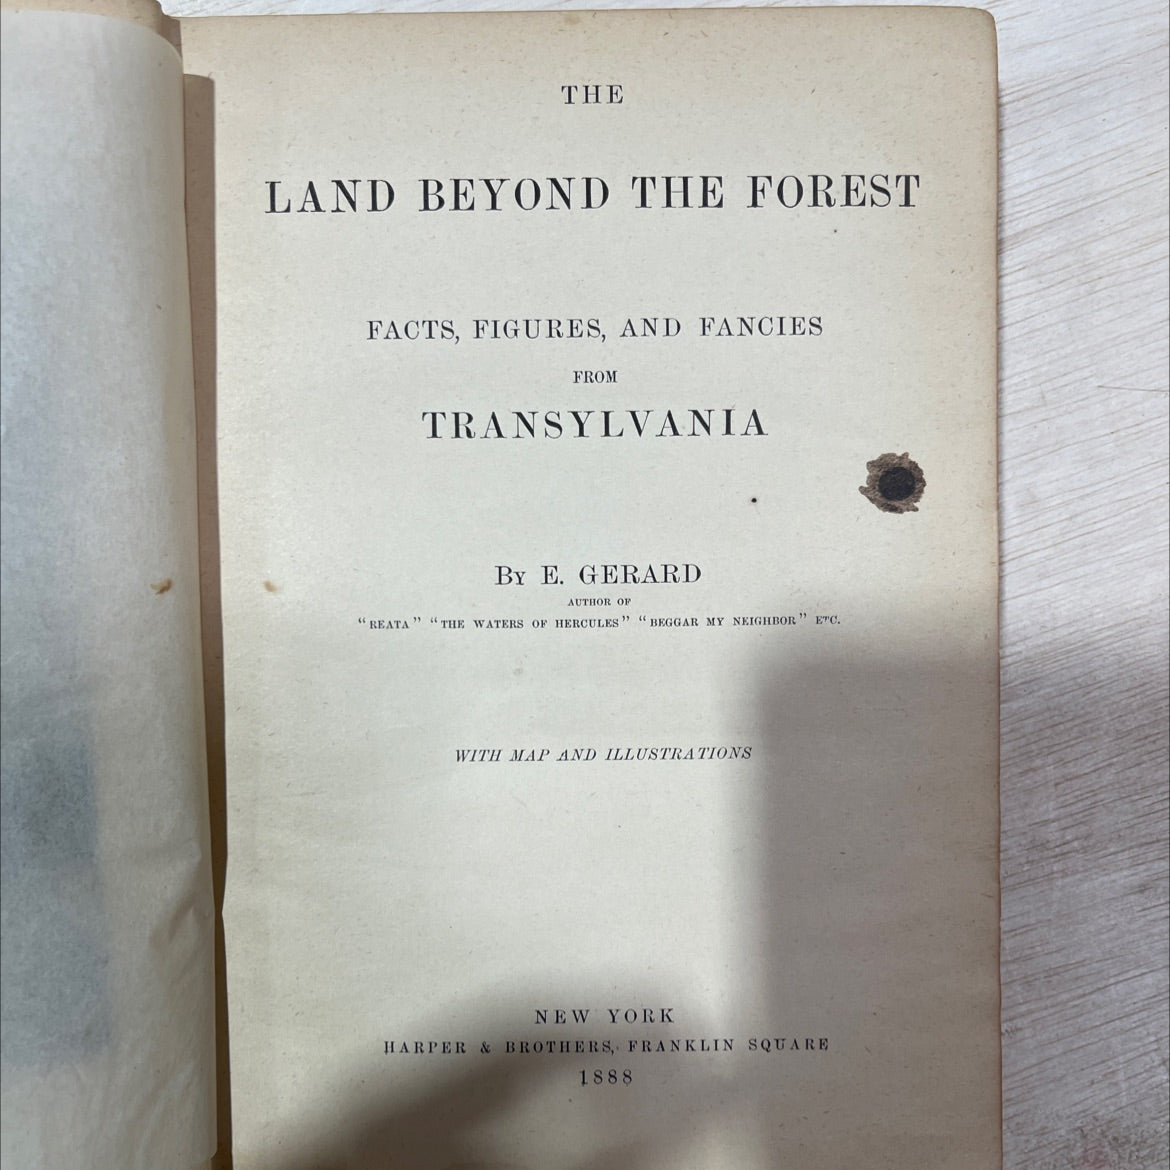 THE
LAND BEYOND THE FOREST
FACTS, FIGURES, AND FANCIES
FROM
TRANSYLVANIA
BY E. GERARD
AUTHOR OF
“REATA” “THE WATERS OF HERCULES” “BEGGAR MY NEIGHBOR” ETC.
WITH MAP AND ILLUSTRATIONS
NEW YORK
HARPER & BROTHERS, FRANKLIN SQUARE
1888